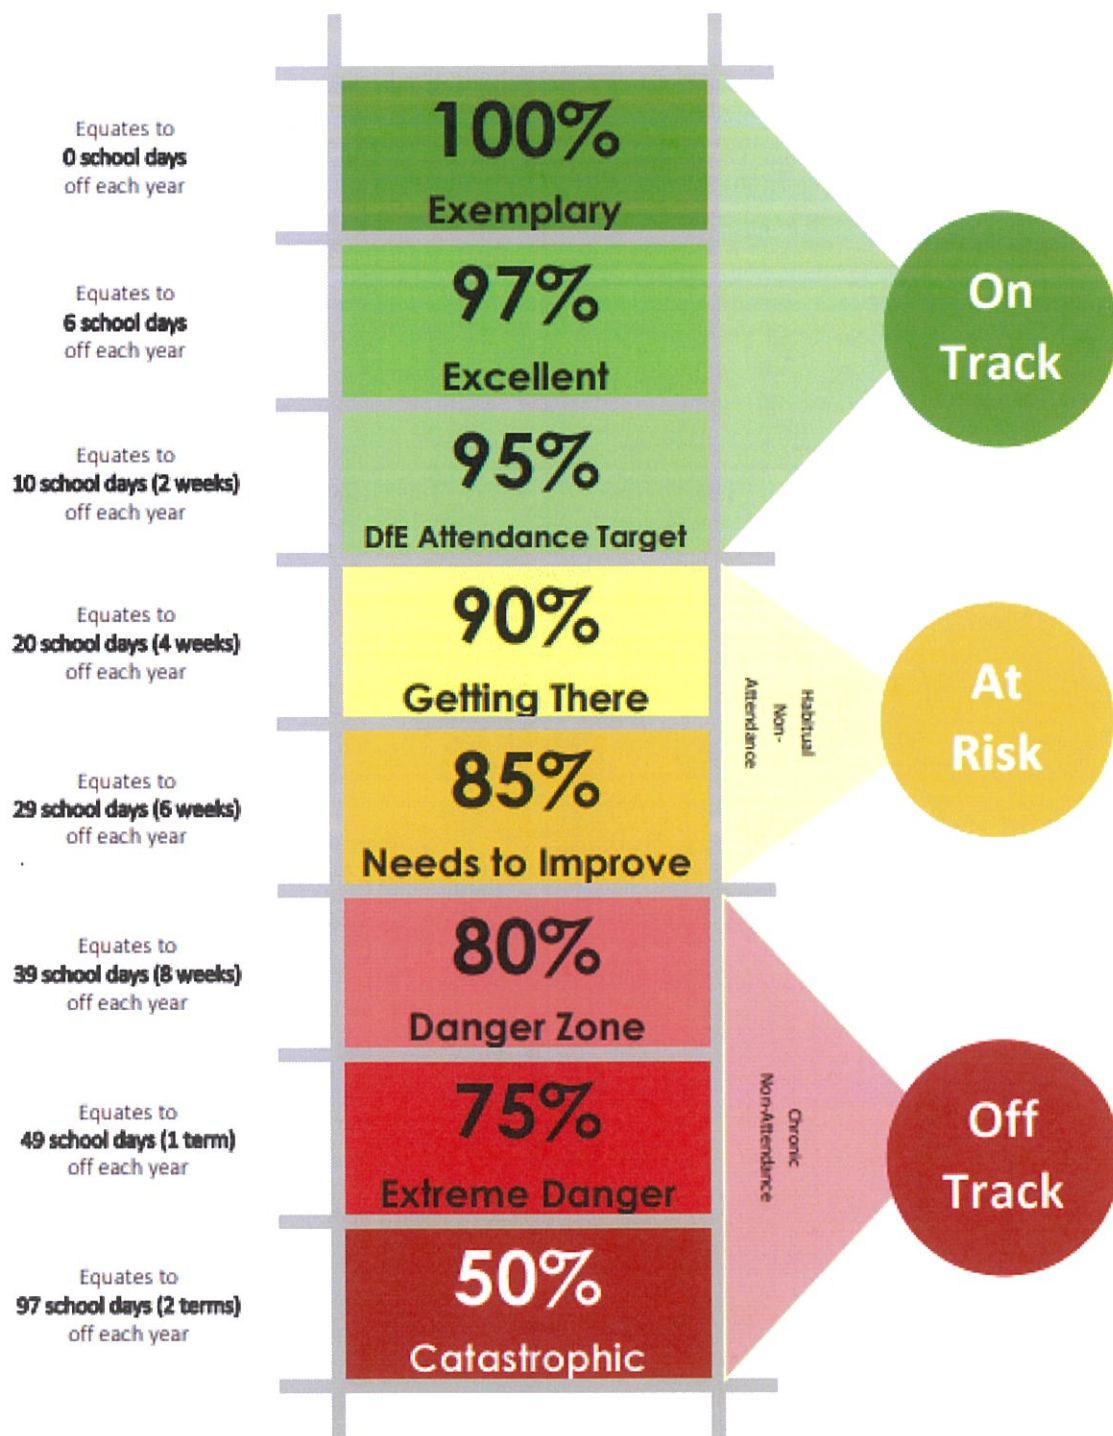 Equates to
0 school days
off each year
100%
Exemplary
Equates to
6 school days
off each year
97%
Excellent
On
Track
Equates to
10 school days (2 weeks)
off each year
95%
DfE Attendance Target
Equates to
20 school days (4 weeks)
off each year
90%
Getting There
Habitual
Non-
Attendance
At
Risk
Equates to
29 school days (6 weeks)
off each year
85%
Needs to Improve
Equates to
39 school days (8 weeks)
off each year
80%
Danger Zone
Equates to
49 school days (1 term)
off each year
75%
Extreme Danger
Chronic
Non-Attendance
Off
Track
Equates to
97 school days (2 terms)
off each year
50%
Catastrophic